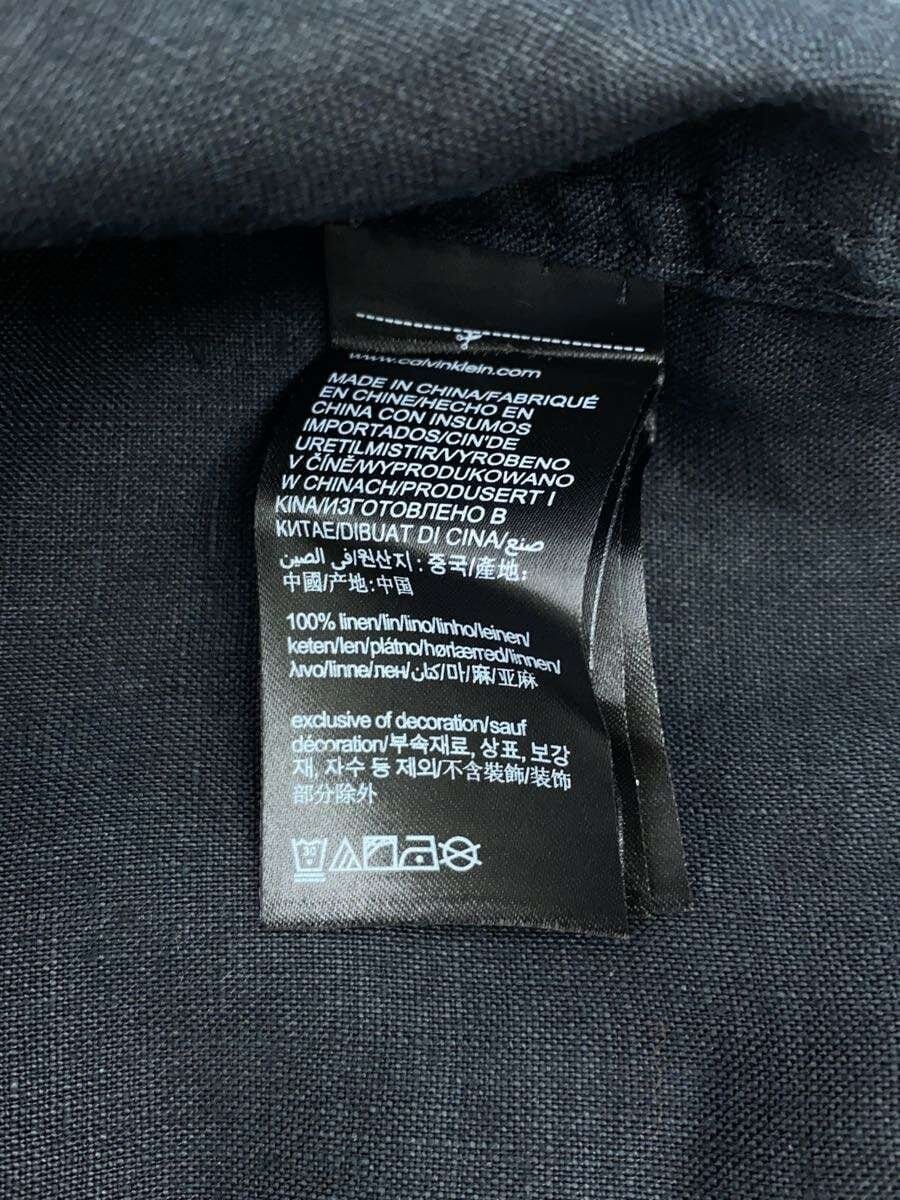 www.calvinklein.com
MADE IN CHINA/FABRIQUÉ
EN CHINE/HECHO EN
CHINA CON INSUMOS
IMPORTADOS/CIN'DE
URETILMISTIR/VYROBENO
V ČÍNĚ/WYPRODUKOWANO
W CHINACH/PRODUSERT I
KINA/ИЗГОТОВЛЕНО В
КИТАЕ/DIBUAT DI CINA/صنع
في الصين/원산지 : 중국/產地:
中國/产地:中国
100% linen/lin/lino/linho/leinen/
keten/len/plátno/hørlærred/linnen/
λινο/linne/лен/كتان/마/麻/亚麻
exclusive of decoration/sauf
décoration/부속재료, 상표, 보강
재, 자수 등 제외/不含裝飾/装饰
部分除外
30